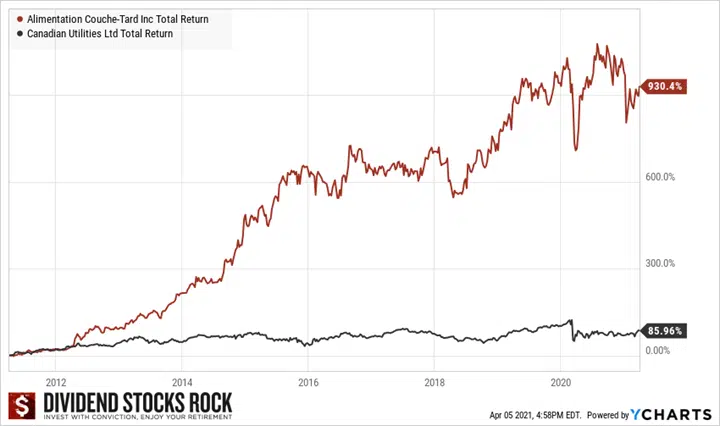 Alimentation Couche-Tard Inc Total Return
Canadian Utilities Ltd Total Return
930.4%
600.0%
300.0%
85.96%
0.00%
2012 2014 2016 2018 2020
$ DIVIDEND STOCKS ROCK
INVEST WITH CONVICTION, ENJOY YOUR RETIREMENT
Apr 05 2021, 4:58PM EDT. Powered by YCHARTS